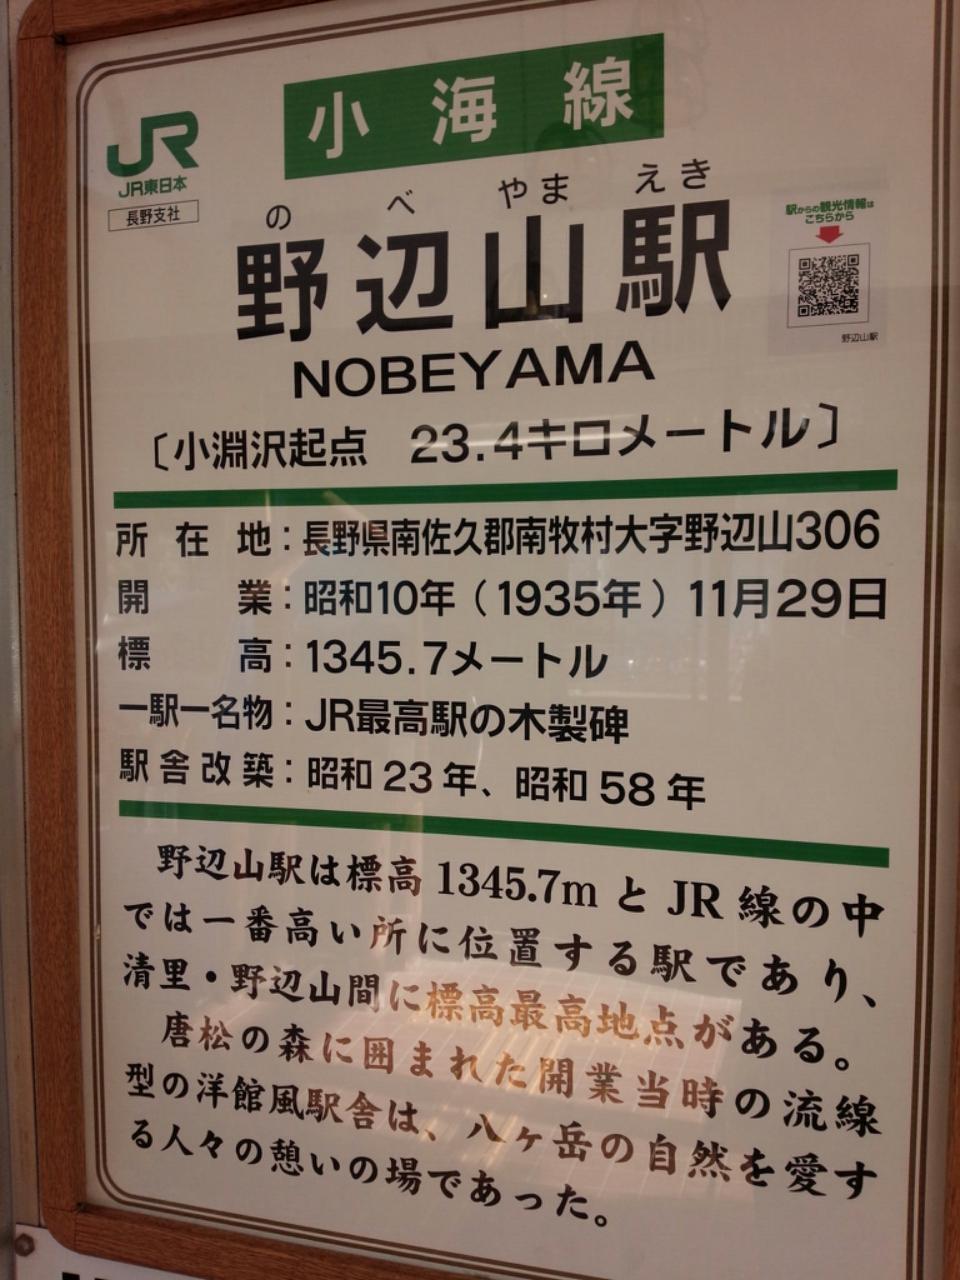 小海線
JR
JR東日本
長野支社
のべやまえき
野辺山駅
NOBEYAMA
駅からの観光情報は
こちらから
野辺山駅
〔小淵沢起点 23.4キロメートル〕
所在地：長野県南佐久郡南牧村大字野辺山306
開業：昭和10年（1935年）11月29日
標高：1345.7メートル
一駅一名物：JR最高駅の木製碑
駅舎改築：昭和23年、昭和58年
野辺山駅は標高1345.7mとJR線の中
では一番高い所に位置する駅であり、
清里・野辺山間に標高最高地点がある。
唐松の森に囲まれた開業当時の流線
型の洋館風駅舎は、八ヶ岳の自然を愛す
る人々の憩いの場であった。